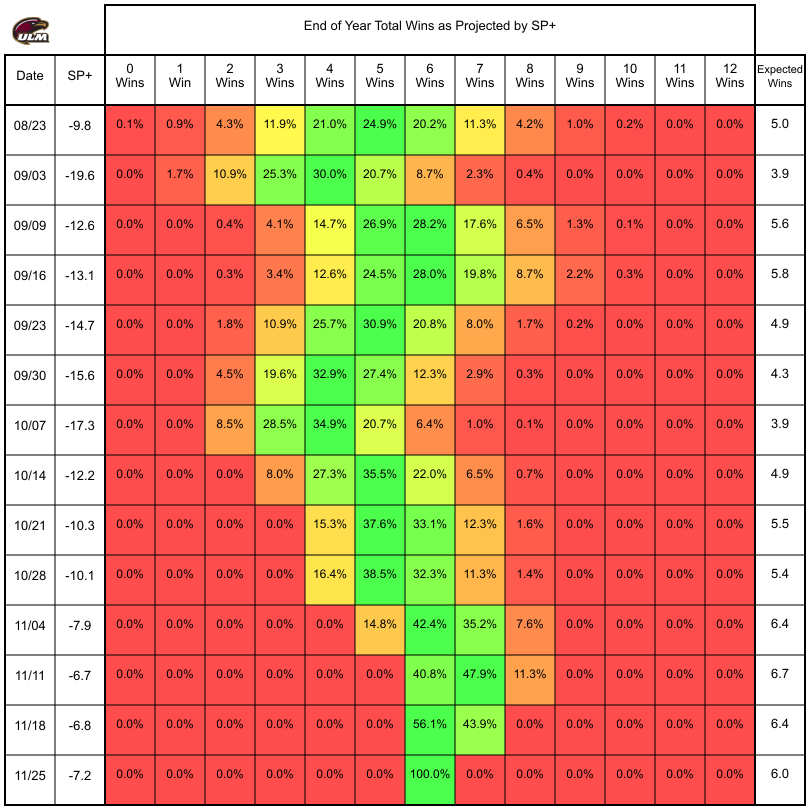 ULM
End of Year Total Wins as Projected by SP+
Date SP+ 0 Wins 1 Win 2 Wins 3 Wins 4 Wins 5 Wins 6 Wins 7 Wins 8 Wins 9 Wins 10 Wins 11 Wins 12 Wins Expected Wins
08/23 -9.8 0.1% 0.9% 4.3% 11.9% 21.0% 24.9% 20.2% 11.3% 4.2% 1.0% 0.2% 0.0% 0.0% 5.0
09/03 -19.6 0.0% 1.7% 10.9% 25.3% 30.0% 20.7% 8.7% 2.3% 0.4% 0.0% 0.0% 0.0% 0.0% 3.9
09/09 -12.6 0.0% 0.0% 0.4% 4.1% 14.7% 26.9% 28.2% 17.6% 6.5% 1.3% 0.1% 0.0% 0.0% 5.6
09/16 -13.1 0.0% 0.0% 0.3% 3.4% 12.6% 24.5% 28.0% 19.8% 8.7% 2.2% 0.3% 0.0% 0.0% 5.8
09/23 -14.7 0.0% 0.0% 1.8% 10.9% 25.7% 30.9% 20.8% 8.0% 1.7% 0.2% 0.0% 0.0% 0.0% 4.9
09/30 -15.6 0.0% 0.0% 4.5% 19.6% 32.9% 27.4% 12.3% 2.9% 0.3% 0.0% 0.0% 0.0% 0.0% 4.3
10/07 -17.3 0.0% 0.0% 8.5% 28.5% 34.9% 20.7% 6.4% 1.0% 0.1% 0.0% 0.0% 0.0% 0.0% 3.9
10/14 -12.2 0.0% 0.0% 0.0% 8.0% 27.3% 35.5% 22.0% 6.5% 0.7% 0.0% 0.0% 0.0% 0.0% 4.9
10/21 -10.3 0.0% 0.0% 0.0% 0.0% 15.3% 37.6% 33.1% 12.3% 1.6% 0.0% 0.0% 0.0% 0.0% 5.5
10/28 -10.1 0.0% 0.0% 0.0% 0.0% 16.4% 38.5% 32.3% 11.3% 1.4% 0.0% 0.0% 0.0% 0.0% 5.4
11/04 -7.9 0.0% 0.0% 0.0% 0.0% 0.0% 14.8% 42.4% 35.2% 7.6% 0.0% 0.0% 0.0% 0.0% 6.4
11/11 -6.7 0.0% 0.0% 0.0% 0.0% 0.0% 0.0% 40.8% 47.9% 11.3% 0.0% 0.0% 0.0% 0.0% 6.7
11/18 -6.8 0.0% 0.0% 0.0% 0.0% 0.0% 0.0% 56.1% 43.9% 0.0% 0.0% 0.0% 0.0% 0.0% 6.4
11/25 -7.2 0.0% 0.0% 0.0% 0.0% 0.0% 0.0% 100.0% 0.0% 0.0% 0.0% 0.0% 0.0% 0.0% 6.0